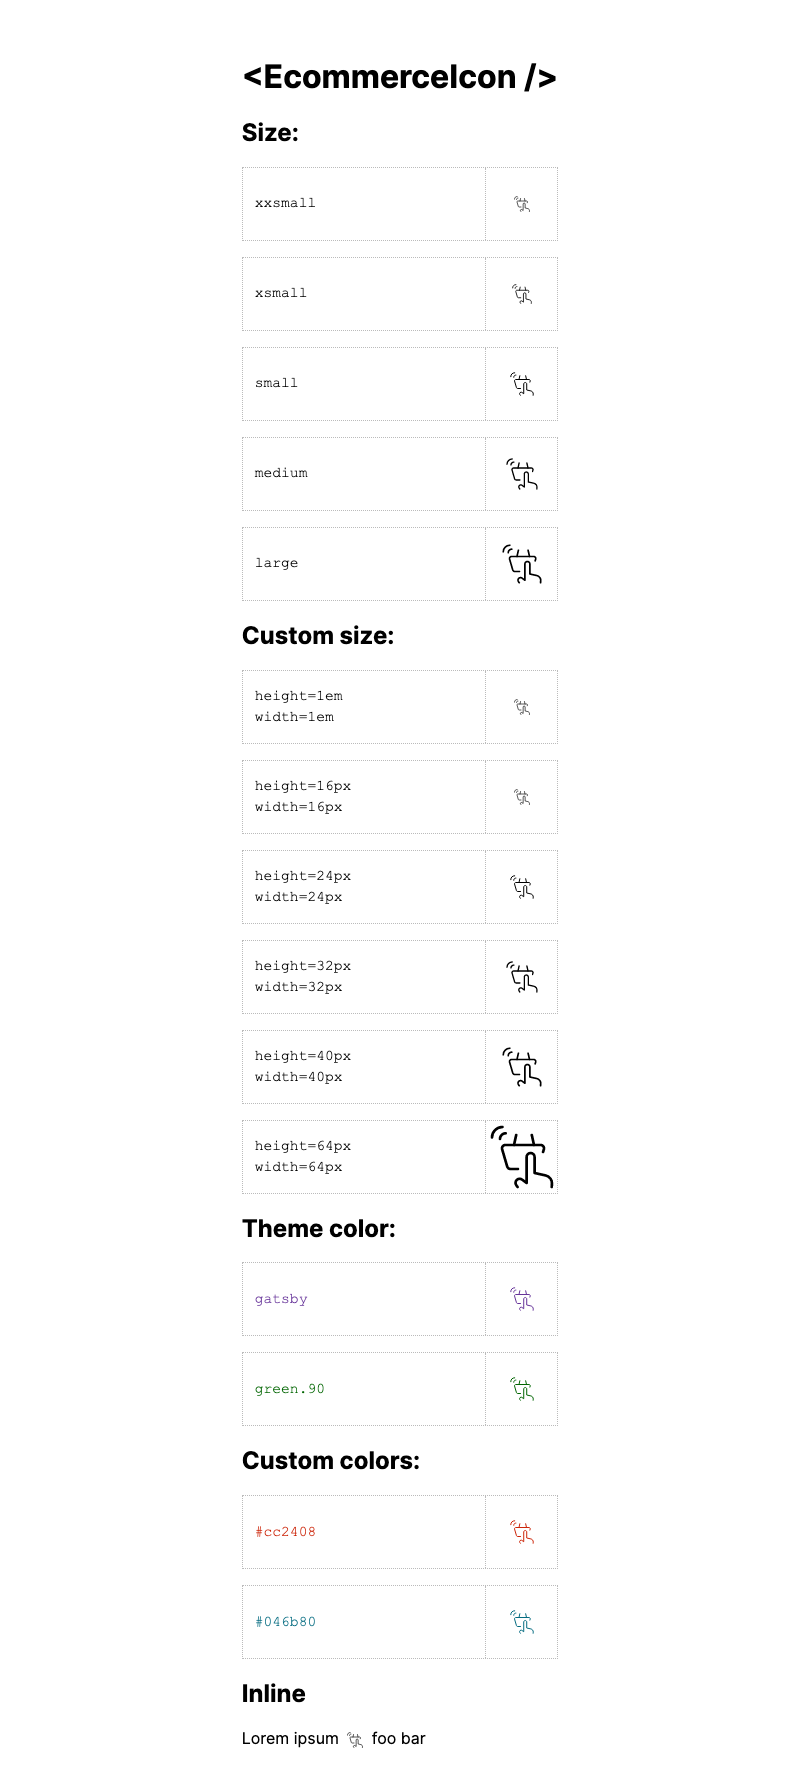 <EcommerceIcon />
Size:
xxsmall
xsmall
small
medium
large
Custom size:
height=1em
width=1em
height=16px
width=16px
height=24px
width=24px
height=32px
width=32px
height=40px
width=40px
height=64px
width=64px
Theme color:
gatsby
green.90
Custom colors:
#cc2408
#046b80
Inline
Lorem ipsum foo bar